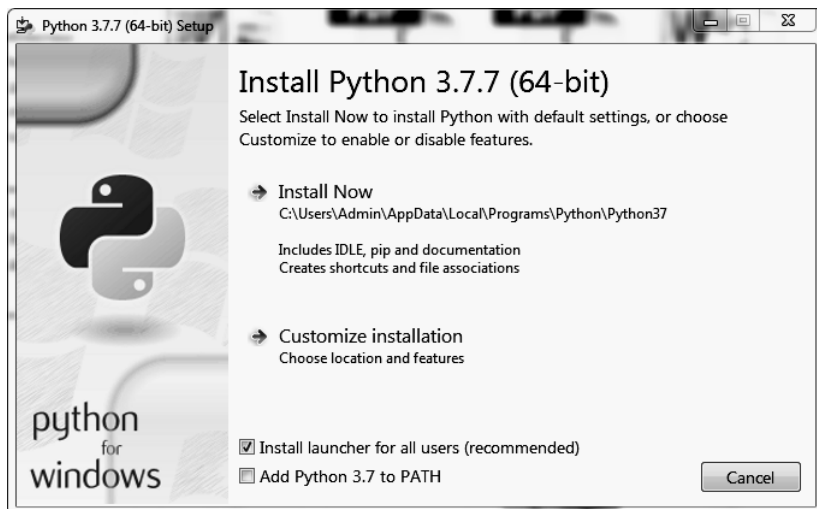 Python 3.7.7 (64-bit) Setup
Install Python 3.7.7 (64-bit)
Select Install Now to install Python with default settings, or choose
Customize to enable or disable features.
Install Now
C:\Users\Admin\AppData\Local\Programs\Python\Python37
Includes IDLE, pip and documentation
Creates shortcuts and file associations
Customize installation
Choose location and features
python
for
windows
Install launcher for all users (recommended)
Add Python 3.7 to PATH
Cancel